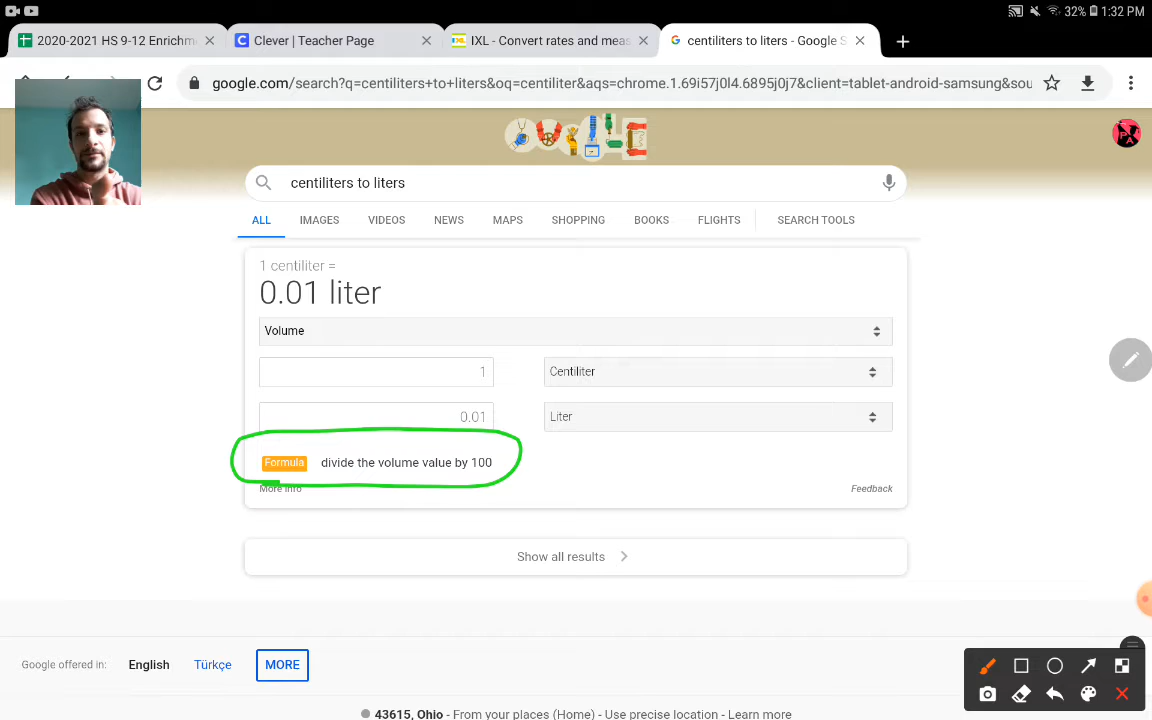 32% 1:32 PM
2020-2021 HS 9-12 Enrichm
Clever | Teacher Page
IXL - Convert rates and meas
centiliters to liters - Google S
google.com/search?q=centiliters+to+liters&oq=centiliter&aqs=chrome.1.69i57j0l4.6895j0j7&client=tablet-android-samsung&sou
centiliters to liters
ALL IMAGES VIDEOS NEWS MAPS SHOPPING BOOKS FLIGHTS SEARCH TOOLS
1 centiliter =
0.01 liter
Volume
1 Centiliter
0.01 Liter
Formula divide the volume value by 100
More info Feedback
Show all results
Google offered in: English Türkçe MORE
43615, Ohio - From your places (Home) - Use precise location - Learn more